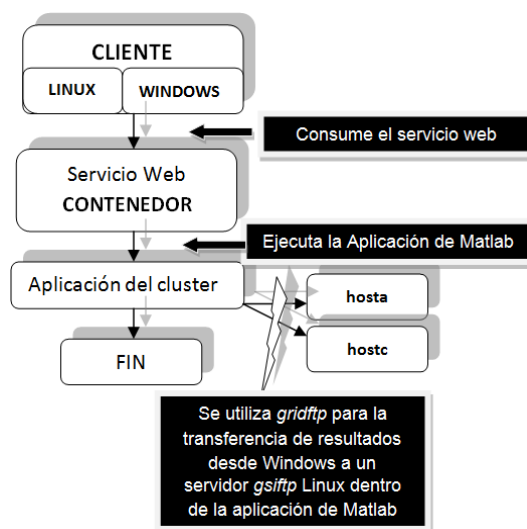 CLIENTE
LINUX
WINDOWS
Consume el servicio web
Servicio Web
CONTENEDOR
Ejecuta la Aplicación de Matlab
Aplicación del cluster
hosta
hostc
FIN
Se utiliza gridftp para la
transferencia de resultados
desde Windows a un
servidor gsiftp Linux dentro
de la aplicación de Matlab